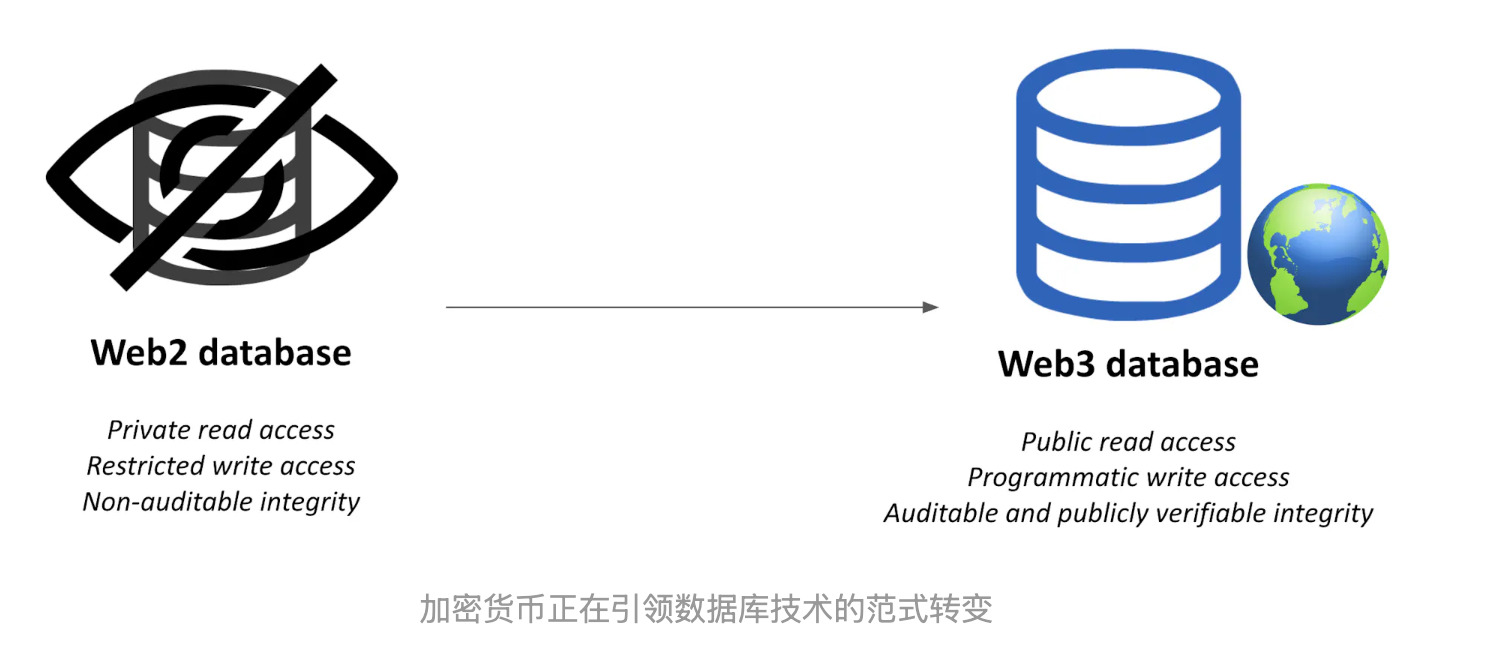 Web2 database
Private read access
Restricted write access
Non-auditable integrity
Web3 database
Public read access
Programmatic write access
Auditable and publicly verifiable integrity
加密货币正在引领数据库技术的范式转变